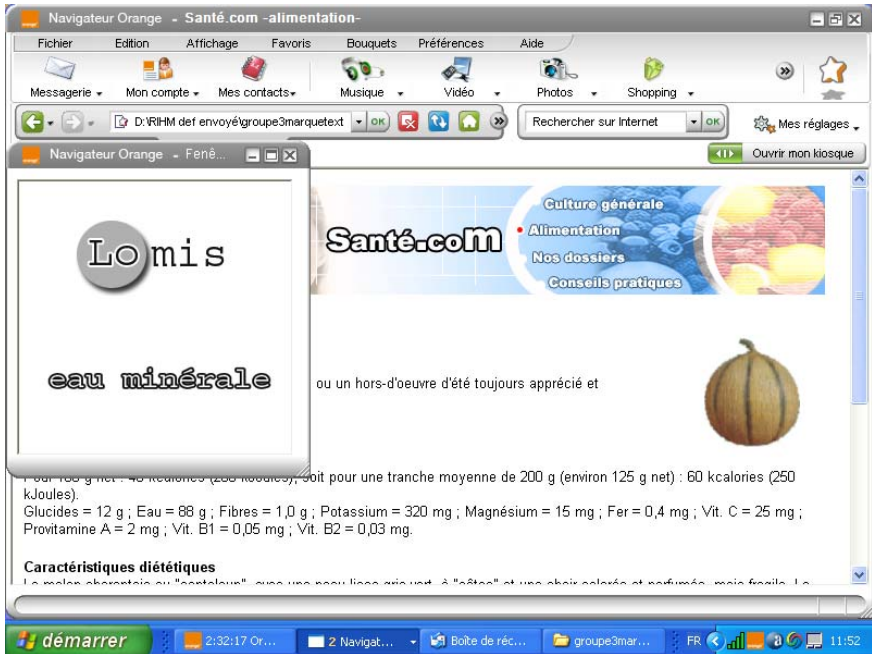 Navigateur Orange - Santé.com -alimentation-
Fichier Edition Affichage Favoris Bouquets Préférences Aide
Messagerie Mon compte Mes contacts Musique Vidéo Photos Shopping
D:\RIHM def envoyé\groupe3marquetext OK Rechercher sur Internet OK Mes réglages
Ouvrir mon kiosque
Navigateur Orange - Fenê...
Lomis
eau minérale
Santé.com
Culture générale
Alimentation
Nos dossiers
Conseils pratiques
ou un hors-d'oeuvre d'été toujours apprécié et
soit pour une tranche moyenne de 200 g (environ 125 g net) : 60 kcalories (250
kJoules).
Glucides = 12 g ; Eau = 88 g ; Fibres = 1,0 g ; Potassium = 320 mg ; Magnésium = 15 mg ; Fer = 0,4 mg ; Vit. C = 25 mg ;
Provitamine A = 2 mg ; Vit. B1 = 0,05 mg ; Vit. B2 = 0,03 mg.
Caractéristiques diététiques
démarrer 2:32:17 Or... 2 Navigat... Boîte de réc... groupe3mar... FR 11:52